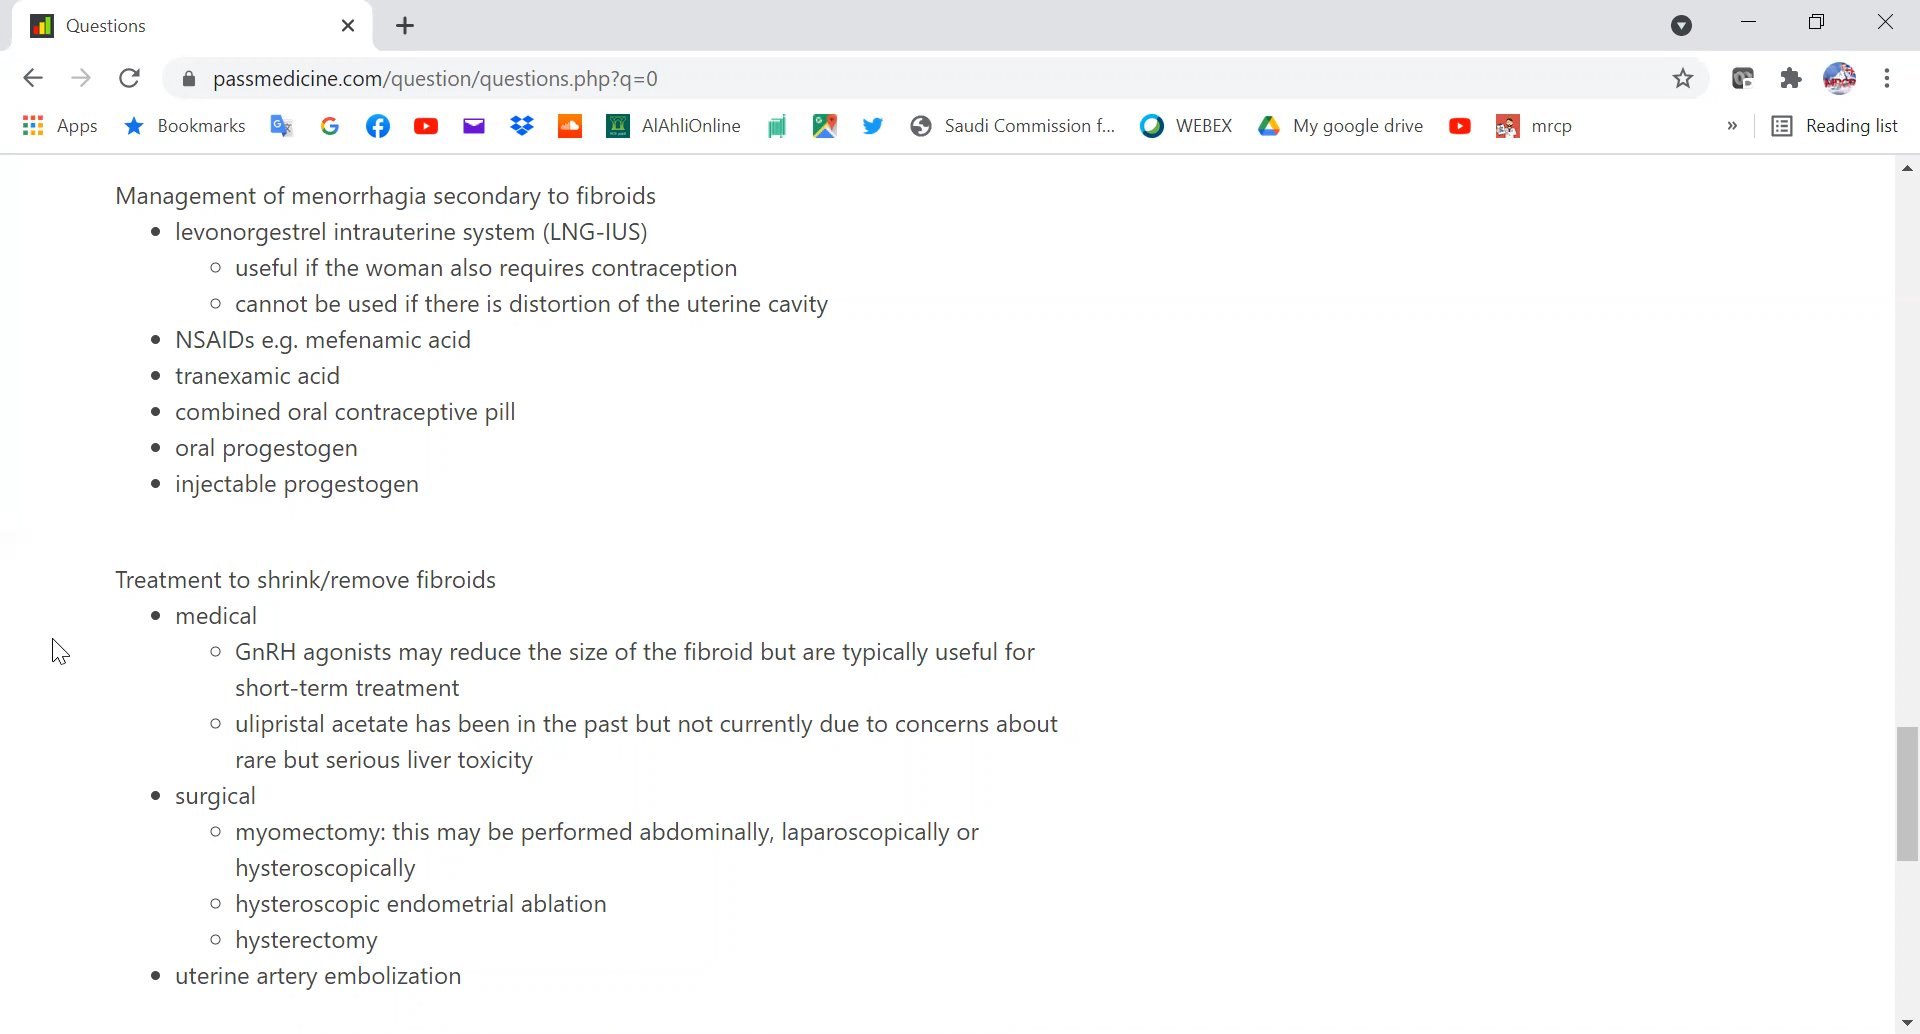 Questions
passmedicine.com/question/questions.php?q=0
Apps Bookmarks AlAhliOnline Saudi Commission f... WEBEX My google drive mrcp » Reading list
Management of menorrhagia secondary to fibroids
• levonorgestrel intrauterine system (LNG-IUS)
○ useful if the woman also requires contraception
○ cannot be used if there is distortion of the uterine cavity
• NSAIDs e.g. mefenamic acid
• tranexamic acid
• combined oral contraceptive pill
• oral progestogen
• injectable progestogen
Treatment to shrink/remove fibroids
• medical
○ GnRH agonists may reduce the size of the fibroid but are typically useful for
short-term treatment
○ ulipristal acetate has been in the past but not currently due to concerns about
rare but serious liver toxicity
• surgical
○ myomectomy: this may be performed abdominally, laparoscopically or
hysteroscopically
○ hysteroscopic endometrial ablation
○ hysterectomy
• uterine artery embolization